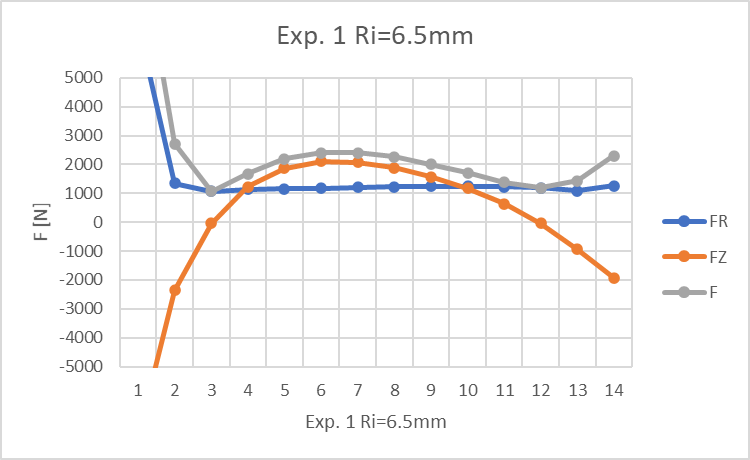 Exp. 1 Ri=6.5mm
5000
4000
3000
2000
1000
0
-1000
-2000
-3000
-4000
-5000
F [N]
1 2 3 4 5 6 7 8 9 10 11 12 13 14
Exp. 1 Ri=6.5mm
FR
FZ
F